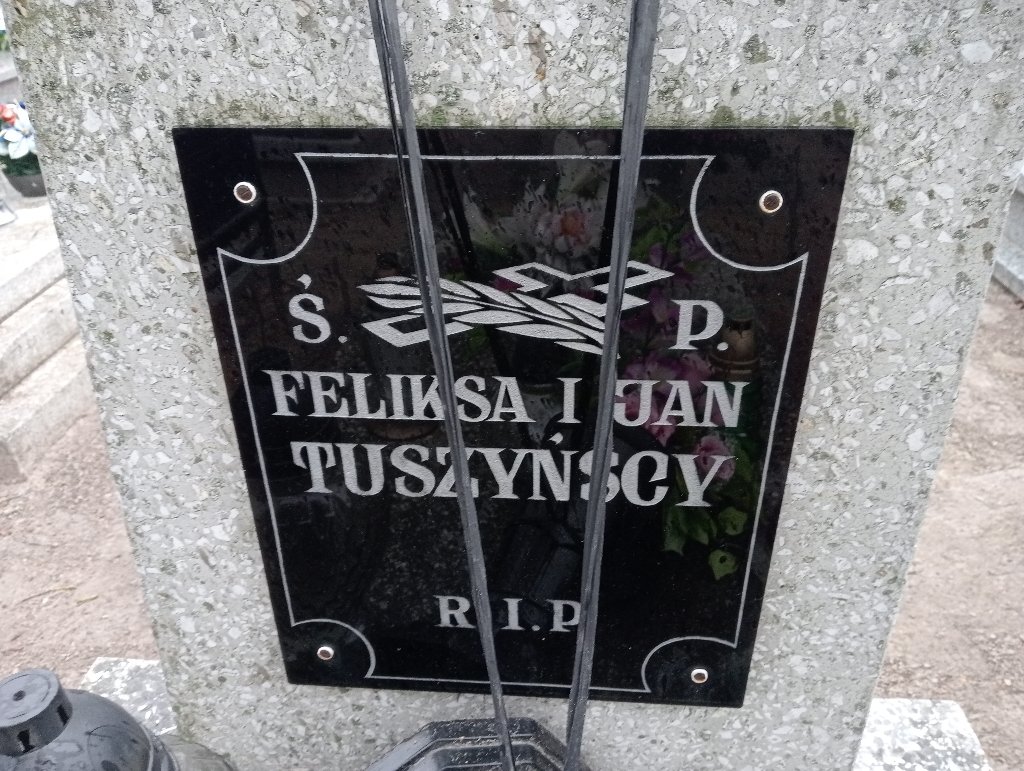 Ś. P.
FELIKSA I JAN
TUSZYŃSCY
R.I.P.